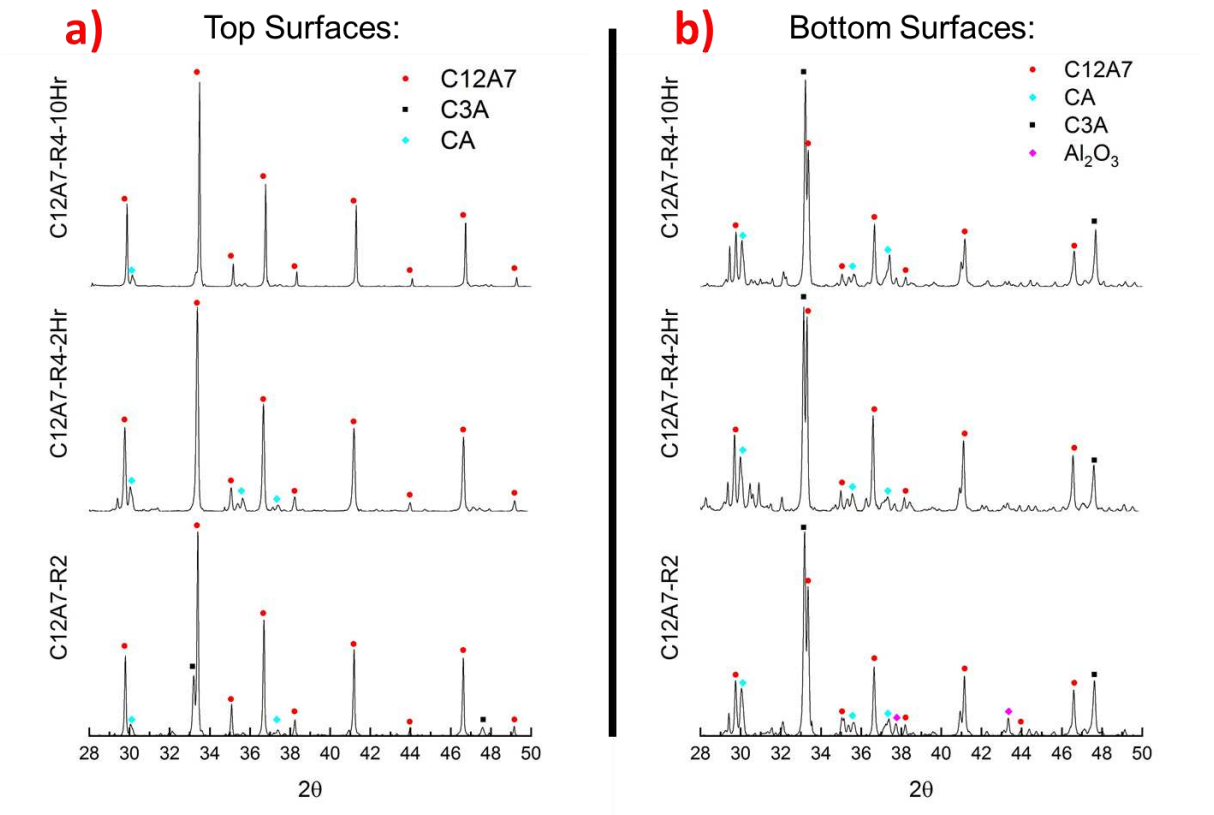 a)
Top Surfaces:
C12A7
C3A
CA
C12A7-R4-10Hr
C12A7-R4-2Hr
C12A7-R2
28 30 32 34 36 38 40 42 44 46 48 50
2θ
b)
Bottom Surfaces:
C12A7
CA
C3A
Al₂O₃
C12A7-R4-10Hr
C12A7-R4-2Hr
C12A7-R2
28 30 32 34 36 38 40 42 44 46 48 50
2θ